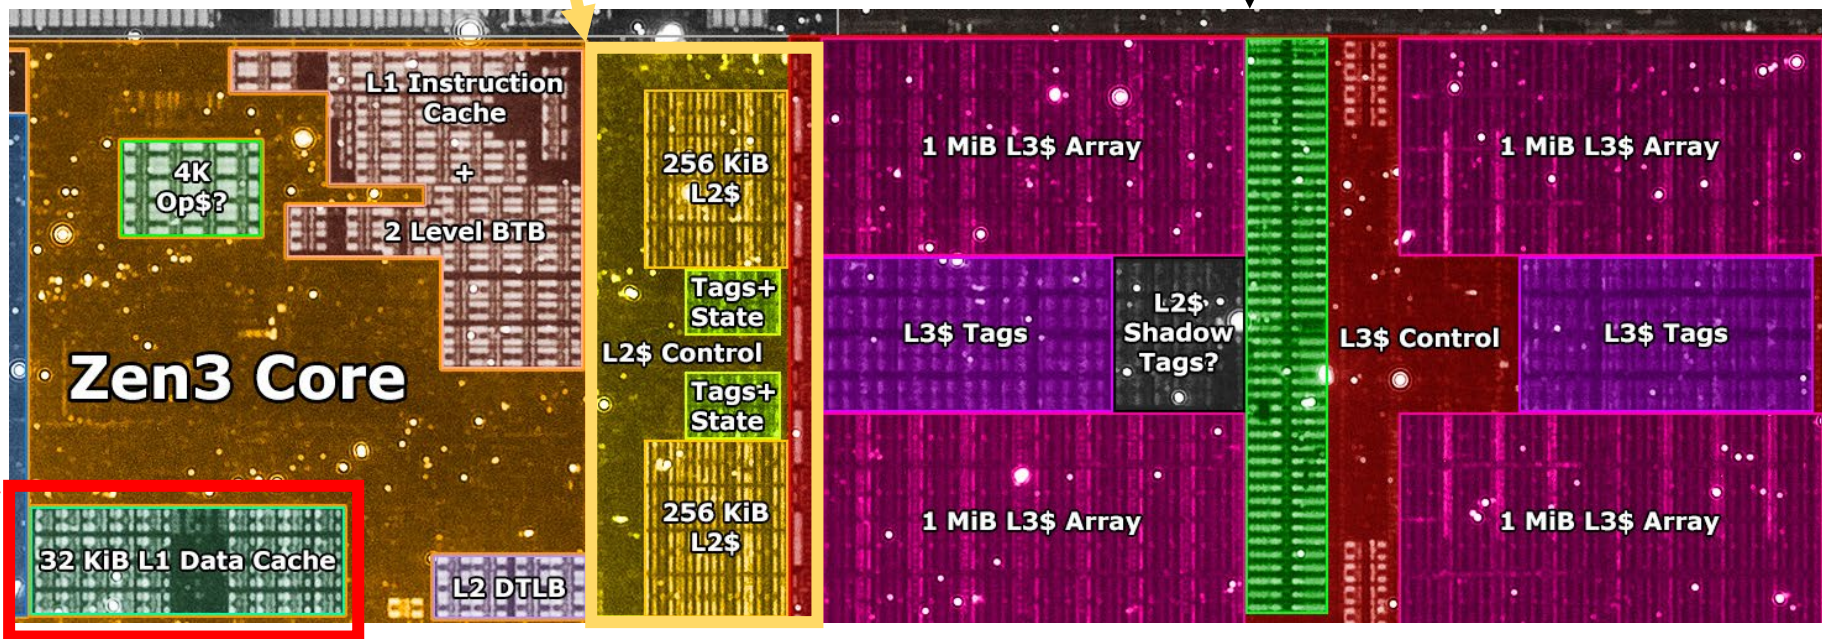 L1 Instruction
Cache
+
2 Level BTB
4K
Op$?
Zen3 Core
32 KiB L1 Data Cache
L2 DTLB
256 KiB
L2$
Tags+
State
L2$ Control
Tags+
State
256 KiB
L2$
1 MiB L3$ Array
L3$ Tags
L2$
Shadow
Tags?
1 MiB L3$ Array
L3$ Control
1 MiB L3$ Array
L3$ Tags
1 MiB L3$ Array